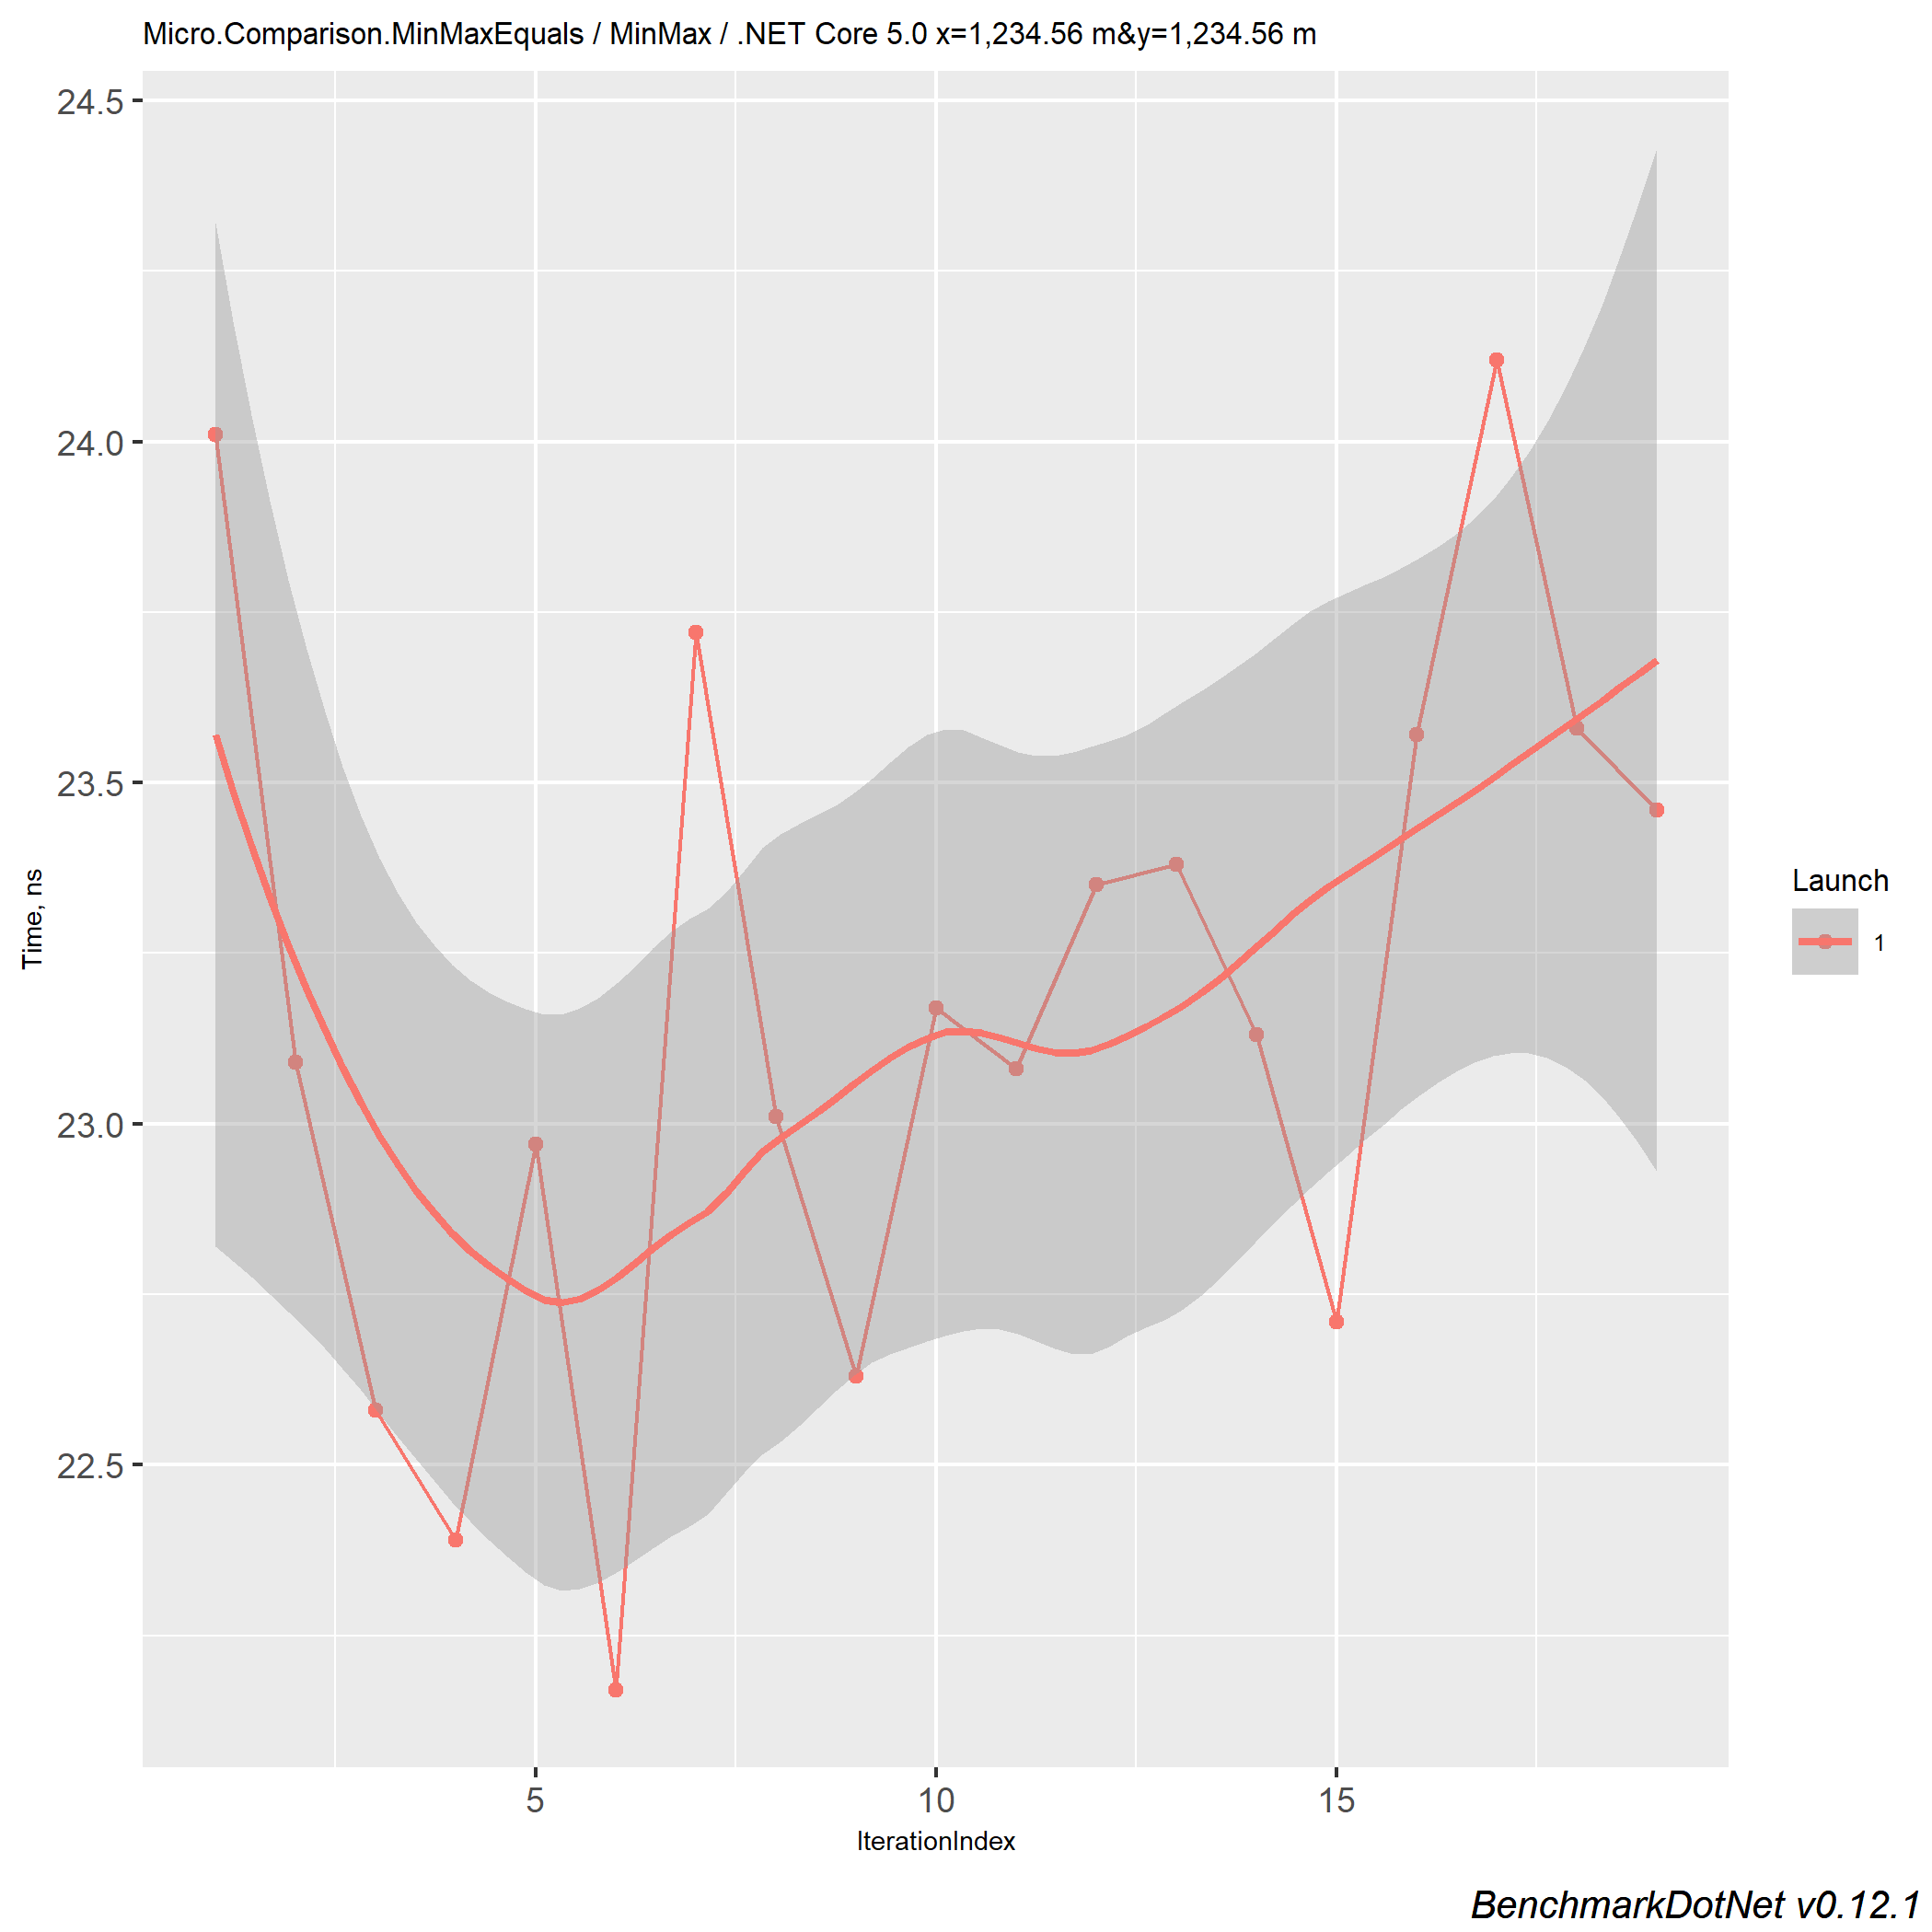 Micro.Comparison.MinMaxEquals / MinMax / .NET Core 5.0 x=1,234.56 m&y=1,234.56 m
24.5
24.0
23.5
23.0
22.5
Time, ns
5
10
15
IterationIndex
Launch
1
BenchmarkDotNet v0.12.1